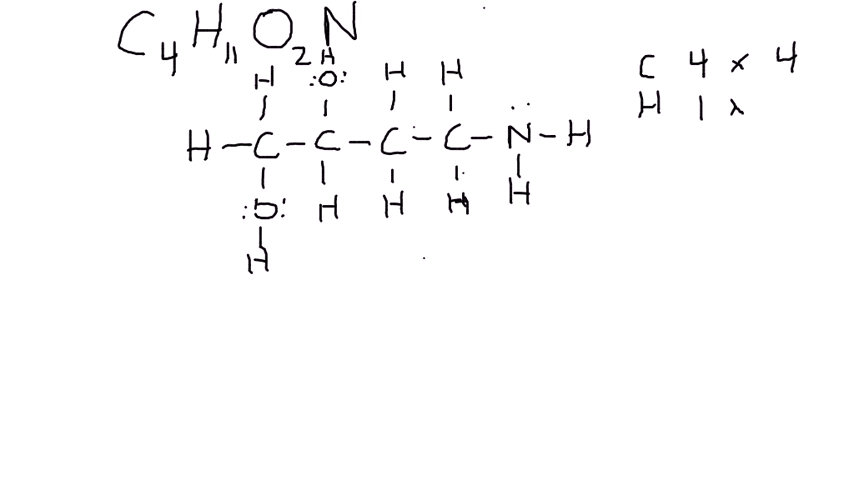 C₄H₁₁O₂N
H
H :O: H H
H-C-C-C-C-N̈-H
:O: H H H H
H
C 4 x 4
H 1 x